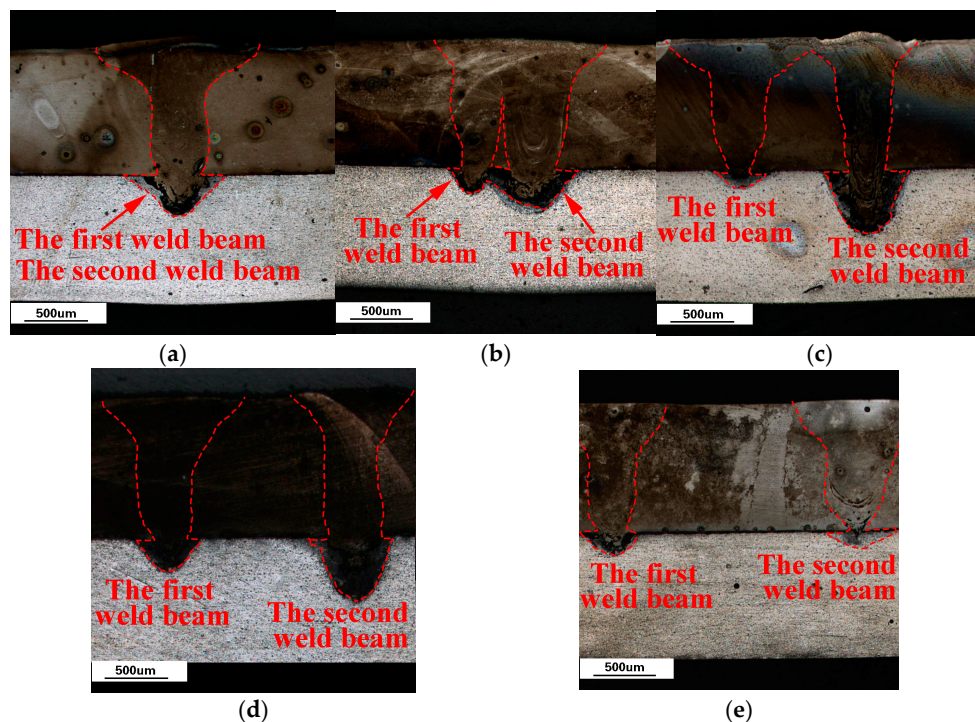 The first weld beam
The second weld beam
500um
(a)
The first
weld beam
The second
weld beam
500um
(b)
The first
weld beam
The second
weld beam
500um
(c)
The first
weld beam
The second
weld beam
500um
(d)
The first
weld beam
The second
weld beam
500um
(e)